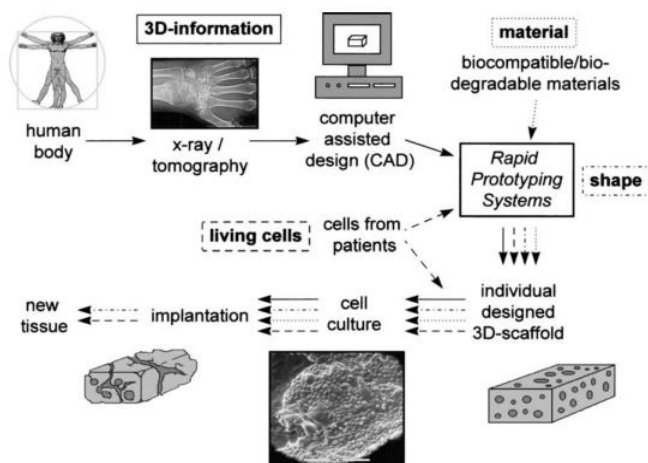 3D-information
material
biocompatible/bio-
degradable materials
human
body
x-ray /
tomography
computer
assisted
design (CAD)
Rapid
Prototyping
Systems
shape
living cells
cells from
patients
new
tissue
implantation
cell
culture
individual
designed
3D-scaffold